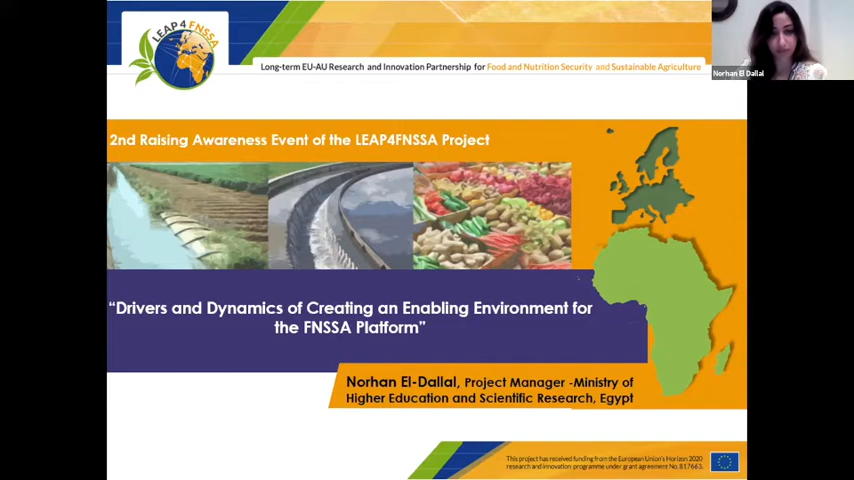 LEAP 4 FNSSA
Long-term EU-AU Research and Innovation Partnership for Food and Nutrition Security and Sustainable Agriculture
Norhan El Dallal
2nd Raising Awareness Event of the LEAP4FNSSA Project
“Drivers and Dynamics of Creating an Enabling Environment for
the FNSSA Platform”
Norhan El-Dallal, Project Manager -Ministry of
Higher Education and Scientific Research, Egypt
This project has received funding from the European Union's Horizon 2020
research and innovation programme under grant agreement No. 817663.